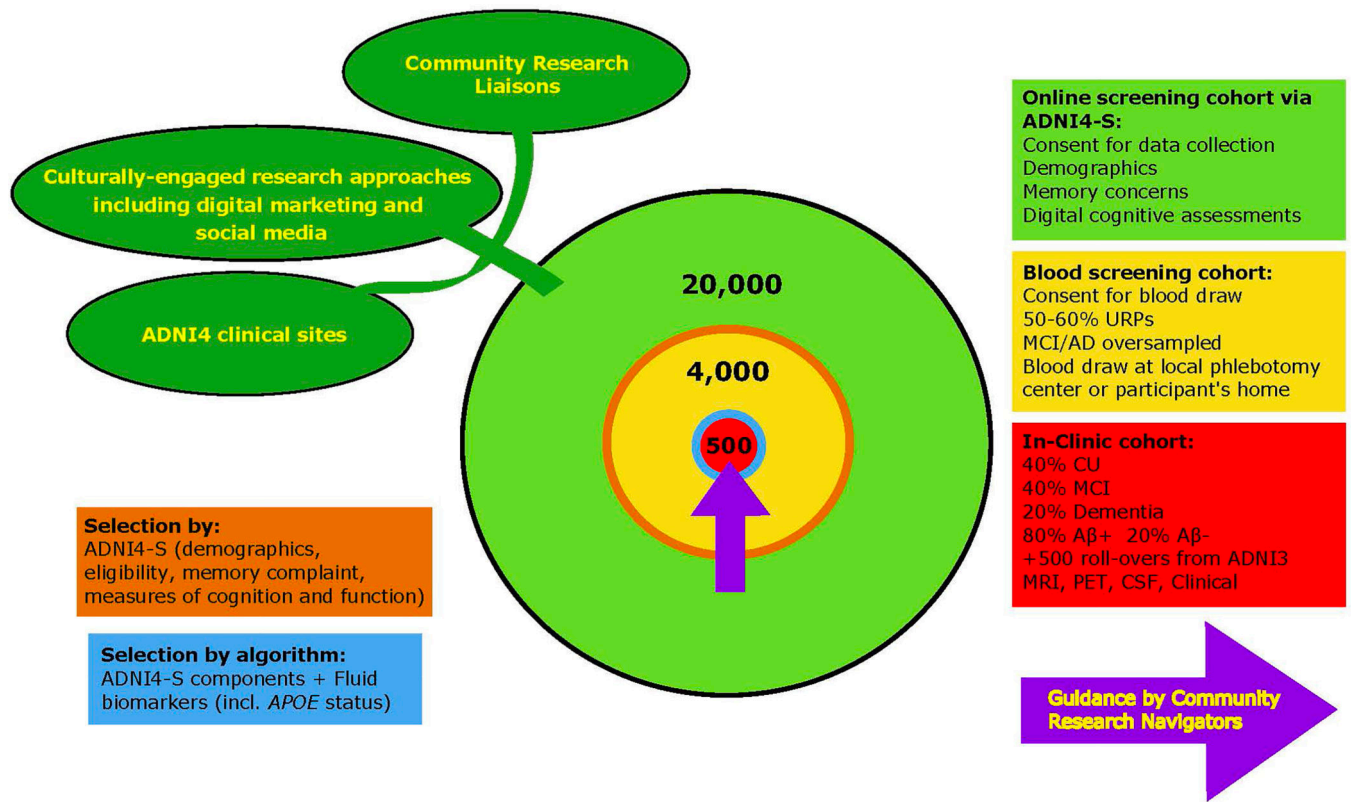 Community Research
Liaisons
Culturally-engaged research approaches
including digital marketing and
social media
ADNI4 clinical sites
20,000
4,000
500
Online screening cohort via
ADNI4-S:
Consent for data collection
Demographics
Memory concerns
Digital cognitive assessments
Blood screening cohort:
Consent for blood draw
50-60% URPs
MCI/AD oversampled
Blood draw at local phlebotomy
center or participant's home
In-Clinic cohort:
40% CU
40% MCI
20% Dementia
80% Aβ+ 20% Aβ-
+500 roll-overs from ADNI3
MRI, PET, CSF, Clinical
Selection by:
ADNI4-S (demographics,
eligibility, memory complaint,
measures of cognition and function)
Selection by algorithm:
ADNI4-S components + Fluid
biomarkers (incl. APOE status)
Guidance by Community
Research Navigators